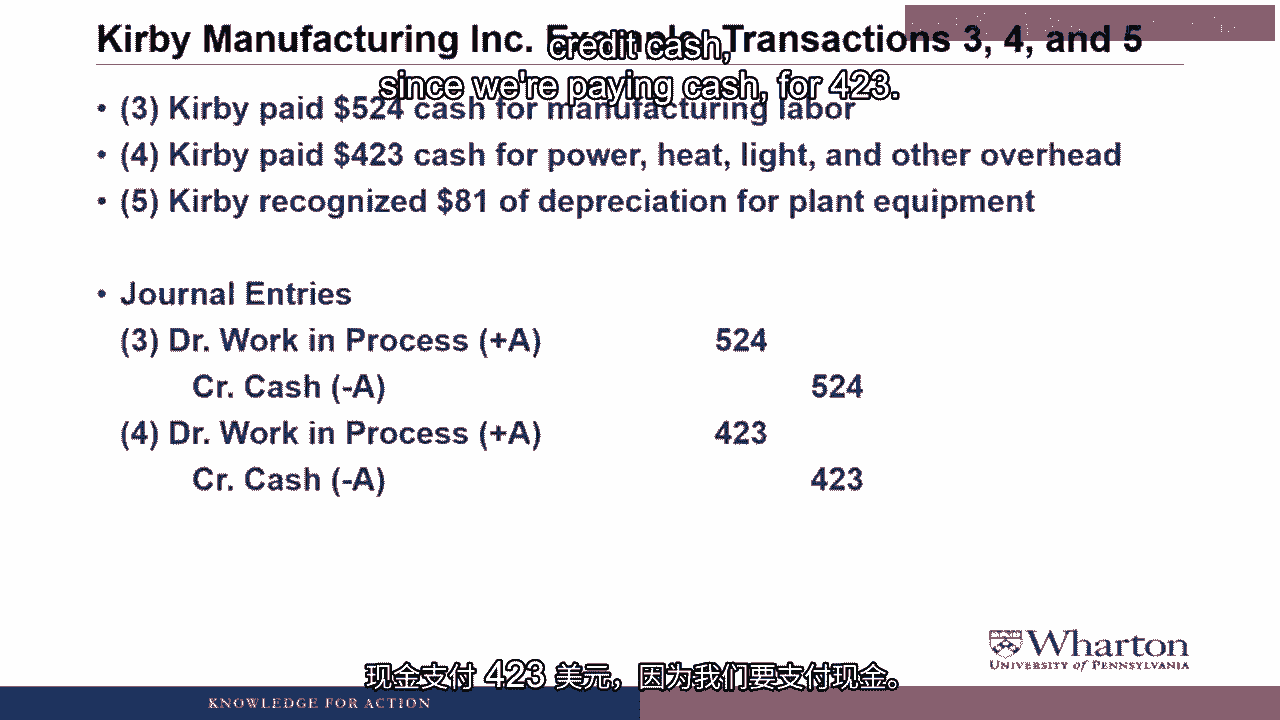 Kirby Manufacturing Inc. Example, Transactions 3, 4, and 5
credit cash,
since we're paying cash, for 423.
• (3) Kirby paid $524 cash for manufacturing labor
• (4) Kirby paid $423 cash for power, heat, light, and other overhead
• (5) Kirby recognized $81 of depreciation for plant equipment
• Journal Entries
(3) Dr. Work in Process (+A) 524
Cr. Cash (-A) 524
(4) Dr. Work in Process (+A) 423
Cr. Cash (-A) 423
Wharton
UNIVERSITY of PENNSYLVANIA
现金支付 423 美元，因为我们要支付现金。
KNOWLEDGE FOR ACTION